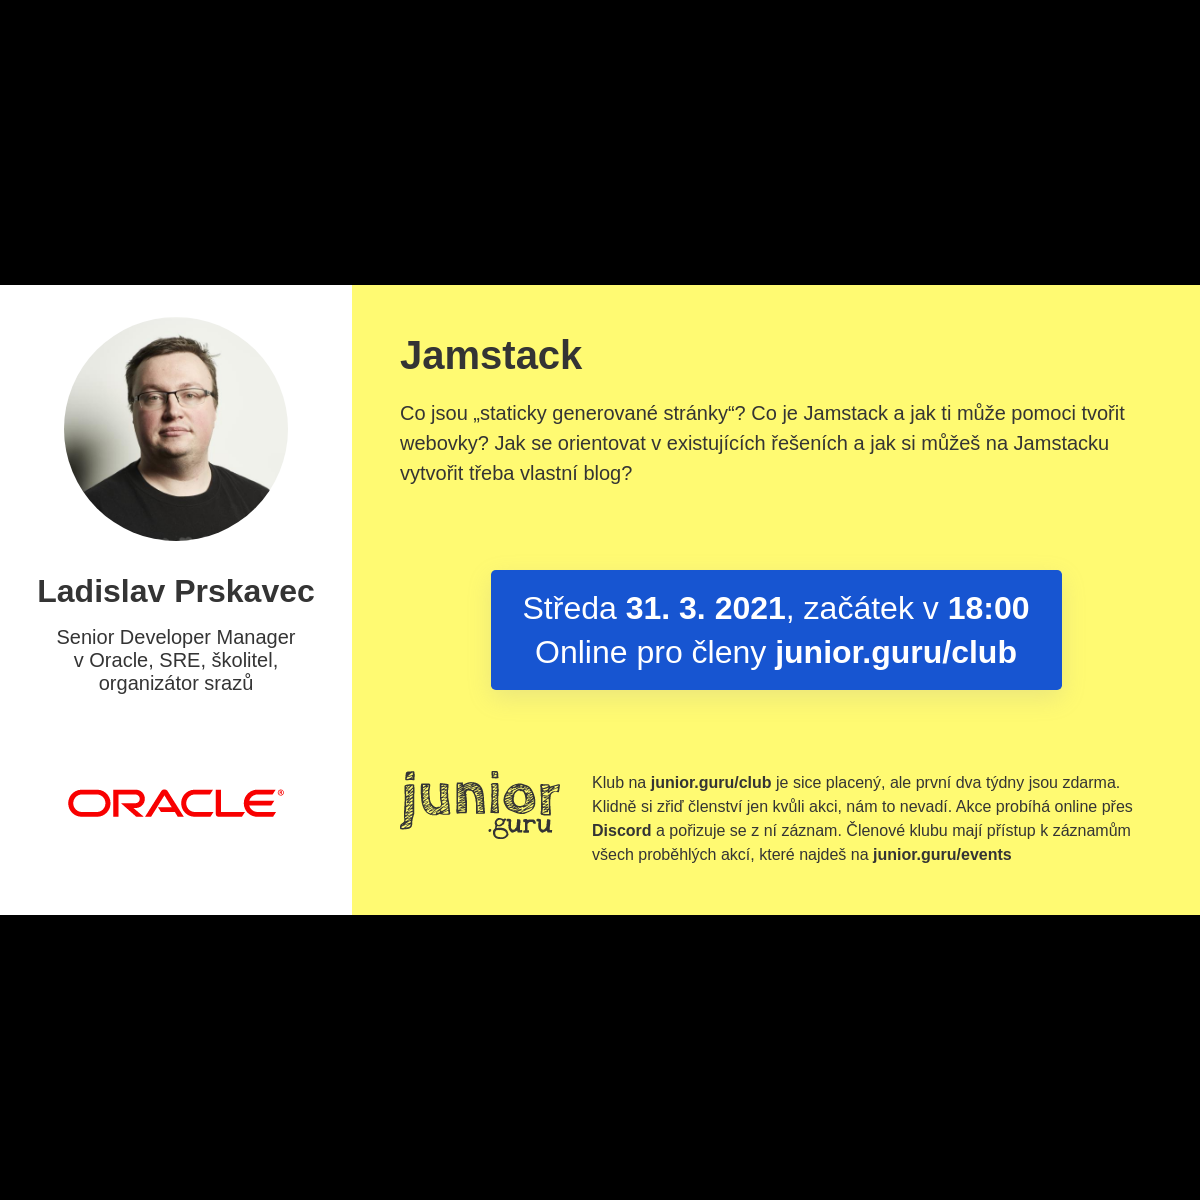 Ladislav Prskavec
Senior Developer Manager
v Oracle, SRE, školitel,
organizátor srazů
ORACLE®
Jamstack
Co jsou „staticky generované stránky“? Co je Jamstack a jak ti může pomoci tvořit
webovky? Jak se orientovat v existujících řešeních a jak si můžeš na Jamstacku
vytvořit třeba vlastní blog?
Středa 31. 3. 2021, začátek v 18:00
Online pro členy junior.guru/club
junior
.guru
Klub na junior.guru/club je sice placený, ale první dva týdny jsou zdarma.
Klidně si zřiď členství jen kvůli akci, nám to nevadí. Akce probíhá online přes
Discord a pořizuje se z ní záznam. Členové klubu mají přístup k záznamům
všech proběhlých akcí, které najdeš na junior.guru/events